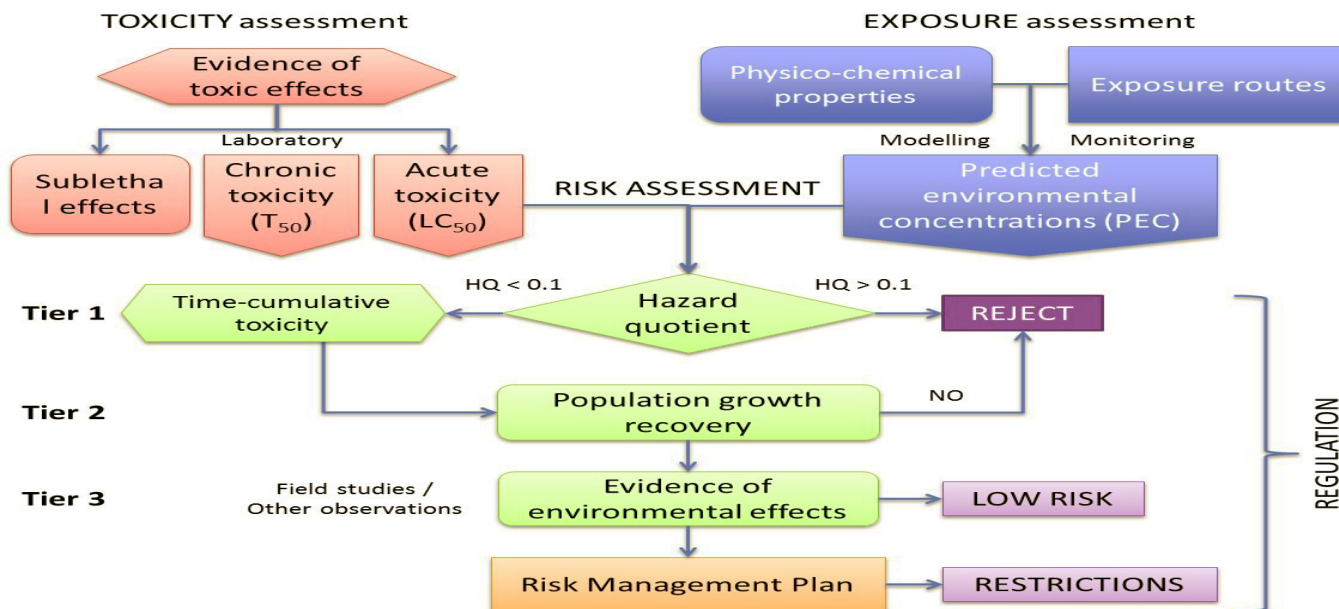 TOXICITY assessment
EXPOSURE assessment
Evidence of
toxic effects
Physico-chemical
properties
Exposure routes
Laboratory
Modelling
Monitoring
Subletha
l effects
Chronic
toxicity
(T₅₀)
Acute
toxicity
(LC₅₀)
RISK ASSESSMENT
Predicted
environmental
concentrations (PEC)
HQ < 0.1
HQ > 0.1
Tier 1
Time-cumulative
toxicity
Hazard
quotient
REJECT
Tier 2
Population growth
recovery
NO
Tier 3
Field studies /
Other observations
Evidence of
environmental effects
LOW RISK
Risk Management Plan
RESTRICTIONS
REGULATION